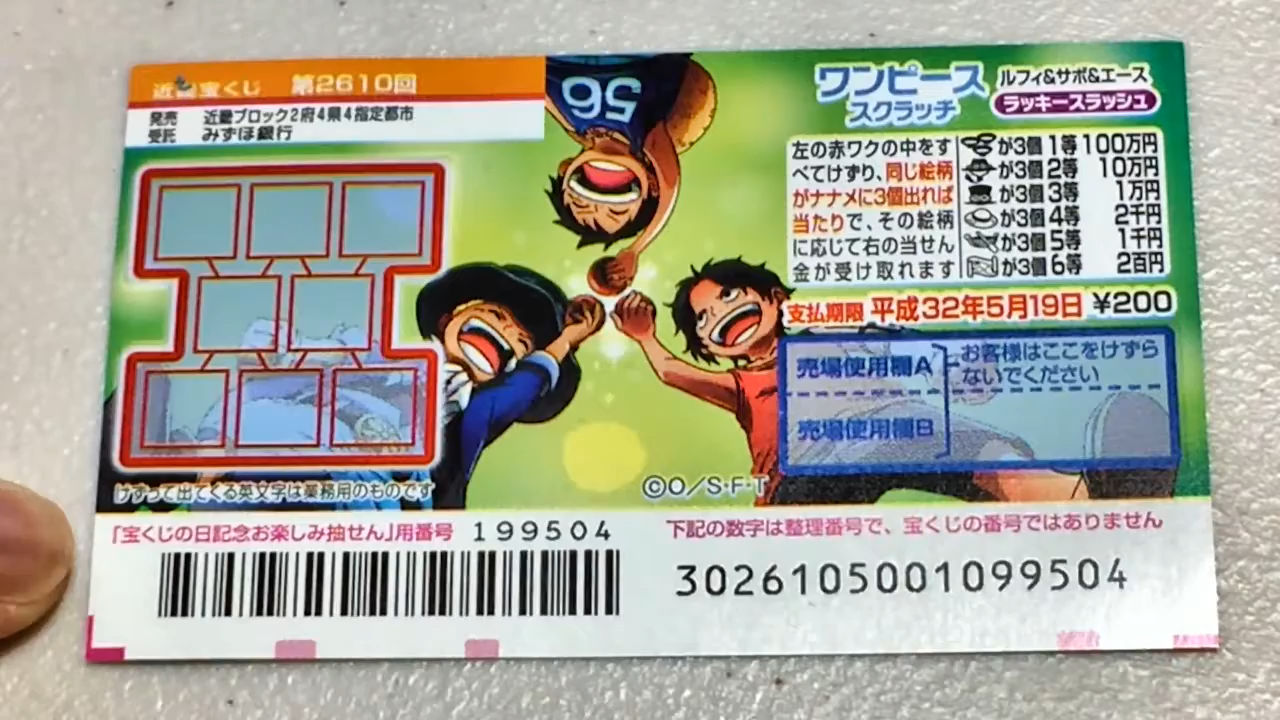 近畿宝くじ 第2610回
発売 近畿ブロック2府4県4指定都市
受託 みずほ銀行
56
ワンピース
スクラッチ
ルフィ&サボ&エース
ラッキースラッシュ
左の赤ワクの中をす
べてけずり、同じ絵柄
がナナメに3個出れば
当たりで、その絵柄
に応じて右の当せん
金が受け取れます
が3個 1等 100万円
が3個 2等 10万円
が3個 3等 1万円
が3個 4等 2千円
が3個 5等 1千円
が3個 6等 2百円
支払期限 平成32年5月19日 ¥200
売場使用欄A
お客様はここをけずら
ないでください
売場使用欄B
©O/S・F・T
けずって出てくる英文字は業務用のものです
「宝くじの日記念お楽しみ抽せん」用番号 199504
下記の数字は整理番号で、宝くじの番号ではありません
3026105001099504